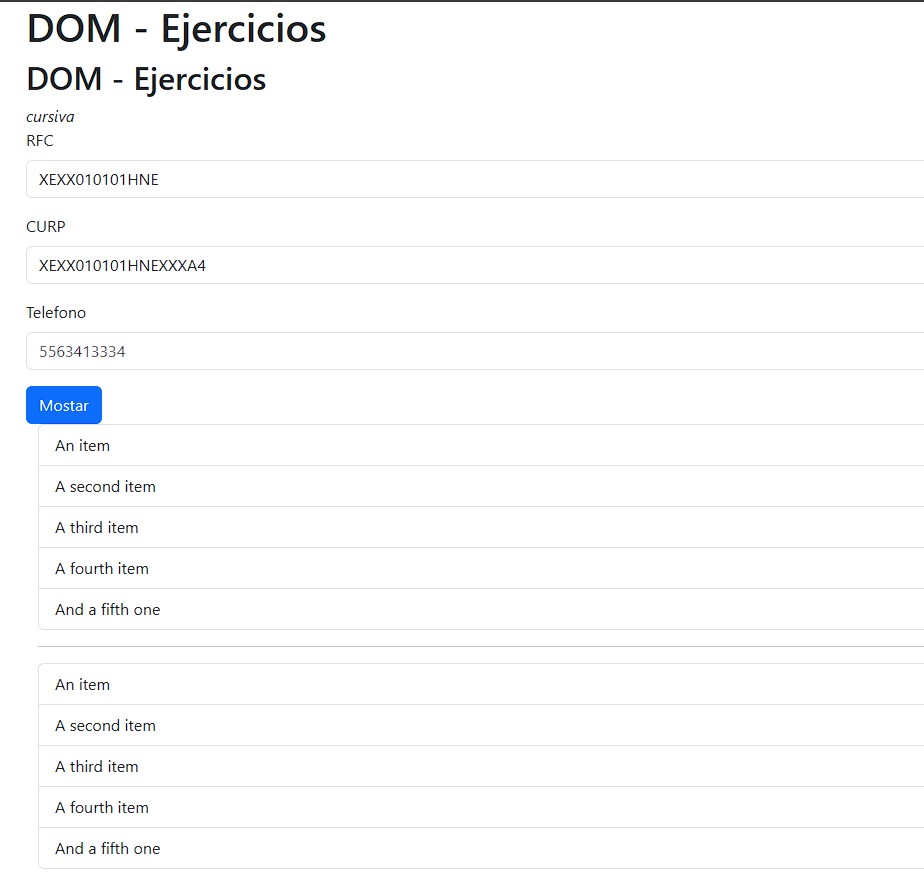 DOM - Ejercicios
DOM - Ejercicios
cursiva
RFC
XEXX010101HNE
CURP
XEXX010101HNEXXXA4
Telefono
5563413334
Mostar
An item
A second item
A third item
A fourth item
And a fifth one
An item
A second item
A third item
A fourth item
And a fifth one